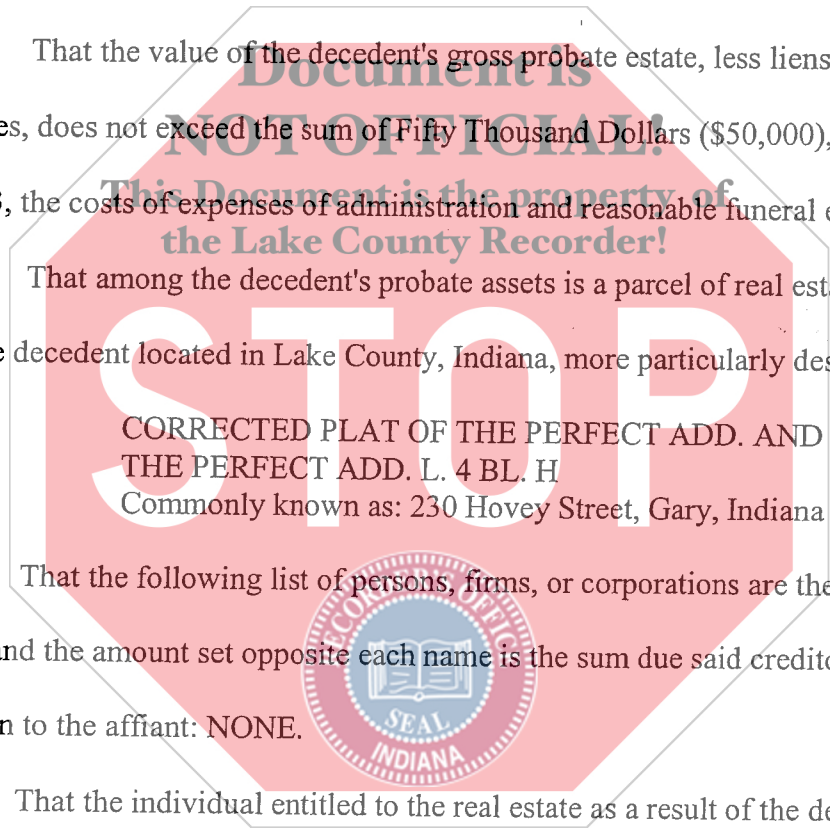 That the value of the decedent's gross probate estate, less liens
Document is
es, does not exceed the sum of Fifty Thousand Dollars ($50,000),
NOT OFFICIAL!
This Document is the property of
, the costs of expenses of administration and reasonable funeral e
the Lake County Recorder!
That among the decedent's probate assets is a parcel of real est
STOP
e decedent located in Lake County, Indiana, more particularly des
CORRECTED PLAT OF THE PERFECT ADD. AND
THE PERFECT ADD. L. 4 BL. H
Commonly known as: 230 Hovey Street, Gary, Indiana
That the following list of persons, firms, or corporations are the
RECORDER'S OFFICE
and the amount set opposite each name is the sum due said credito
SEAL
n to the affiant: NONE.
INDIANA
That the individual entitled to the real estate as a result of the de